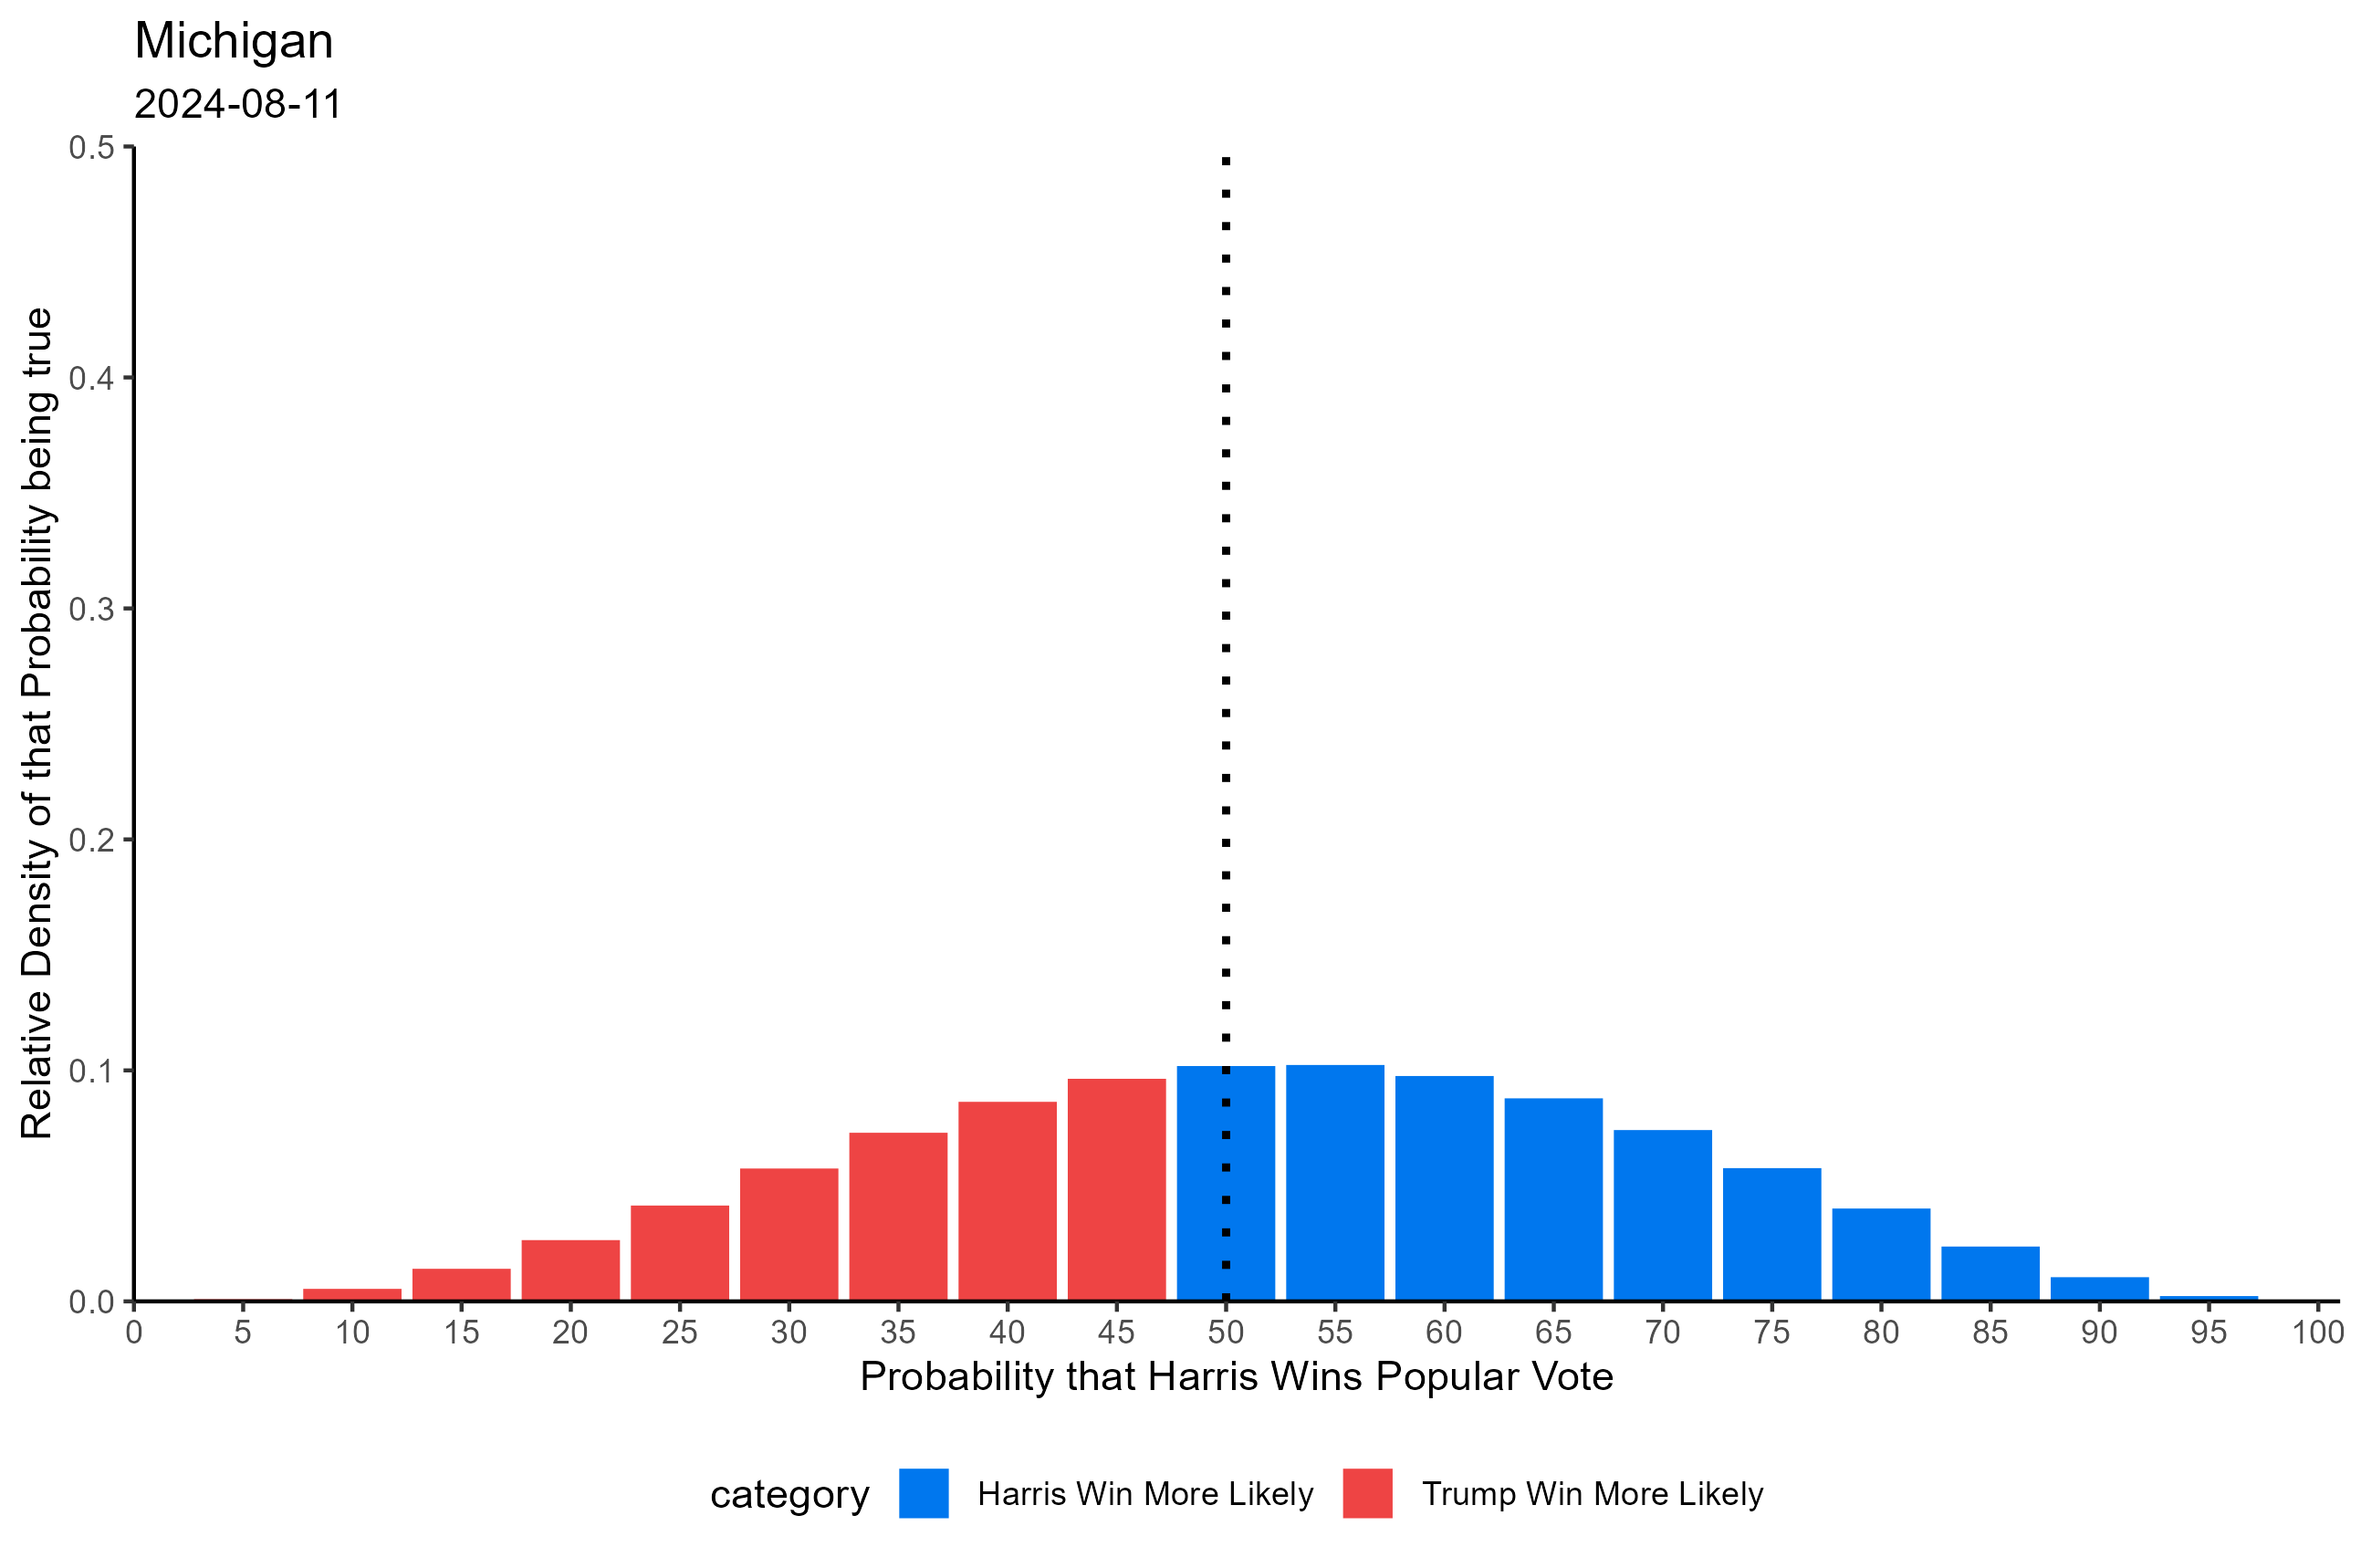 Michigan
2024-08-11
Relative Density of that Probability being true
0.5
0.4
0.3
0.2
0.1
0.0
0 5 10 15 20 25 30 35 40 45 50 55 60 65 70 75 80 85 90 95 100
Probability that Harris Wins Popular Vote
category Harris Win More Likely Trump Win More Likely